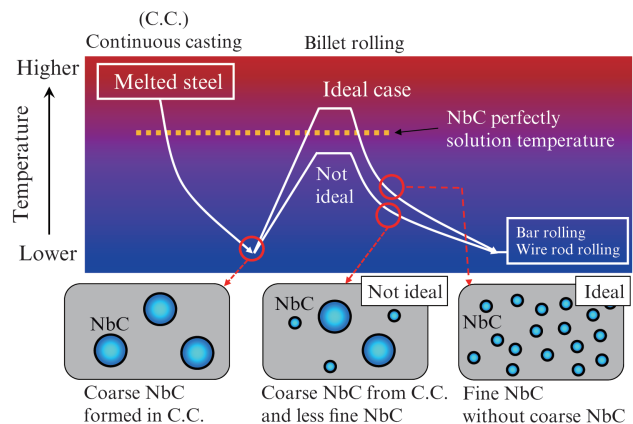 (C.C.)
Continuous casting
Billet rolling
Higher
Temperature
Lower
Melted steel
Ideal case
NbC perfectly
solution temperature
Not
ideal
Bar rolling
Wire rod rolling
NbC
Coarse NbC
formed in C.C.
Not ideal
NbC
Coarse NbC from C.C.
and less fine NbC
Ideal
NbC
Fine NbC
without coarse NbC